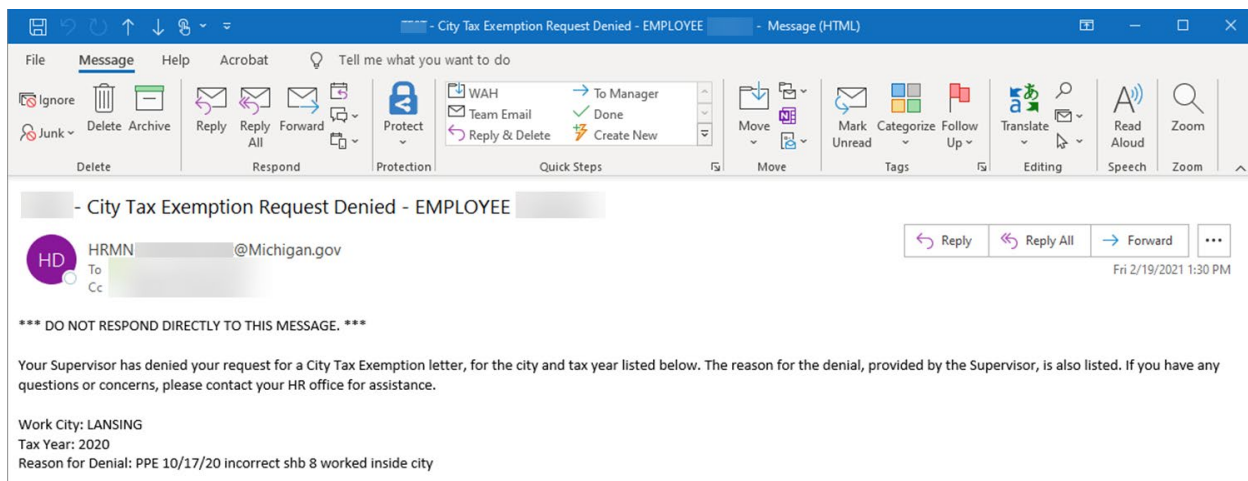 - City Tax Exemption Request Denied - EMPLOYEE - Message (HTML)
File Message Help Acrobat Tell me what you want to do
Ignore
Junk
Delete
Archive
Reply
Reply All
Forward
Protect
WAH
Team Email
Reply & Delete
To Manager
Done
Create New
Move
Mark Unread
Categorize
Follow Up
Translate
Read Aloud
Zoom
Delete Respond Protection Quick Steps Move Tags Editing Speech Zoom
- City Tax Exemption Request Denied - EMPLOYEE
HD
HRMN @Michigan.gov
To
Cc
Reply Reply All Forward
Fri 2/19/2021 1:30 PM
*** DO NOT RESPOND DIRECTLY TO THIS MESSAGE. ***
Your Supervisor has denied your request for a City Tax Exemption letter, for the city and tax year listed below. The reason for the denial, provided by the Supervisor, is also listed. If you have any
questions or concerns, please contact your HR office for assistance.
Work City: LANSING
Tax Year: 2020
Reason for Denial: PPE 10/17/20 incorrect shb 8 worked inside city